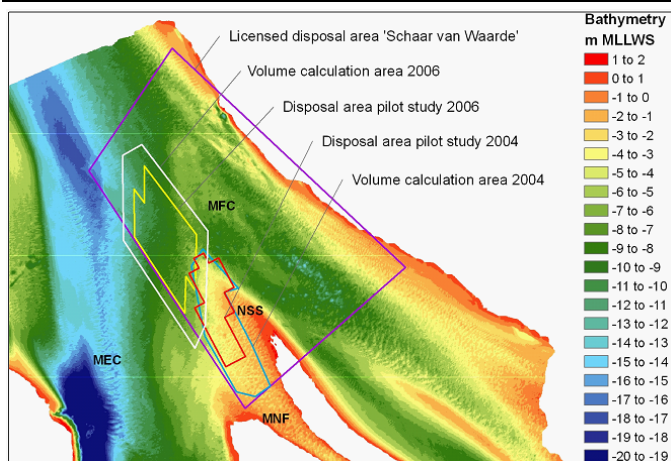 Licensed disposal area 'Schaar van Waarde'
Volume calculation area 2006
Disposal area pilot study 2006
Disposal area pilot study 2004
Volume calculation area 2004
MFC
NSS
MEC
MNF
Bathymetry
m MLLWS
1 to 2
0 to 1
-1 to 0
-2 to -1
-3 to -2
-4 to -3
-5 to -4
-6 to -5
-7 to -6
-8 to -7
-9 to -8
-10 to -9
-11 to -10
-12 to -11
-13 to -12
-14 to -13
-15 to -14
-16 to -15
-17 to -16
-18 to -17
-19 to -18
-20 to -19